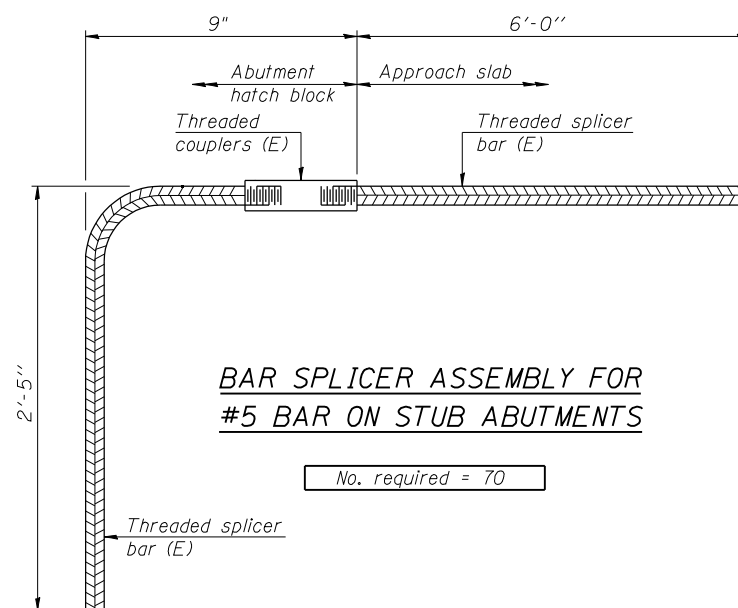 9"
6'-0''
Abutment
hatch block
Approach slab
Threaded
couplers (E)
Threaded splicer
bar (E)
2'-5''
BAR SPLICER ASSEMBLY FOR
#5 BAR ON STUB ABUTMENTS
No. required = 70
Threaded splicer
bar (E)